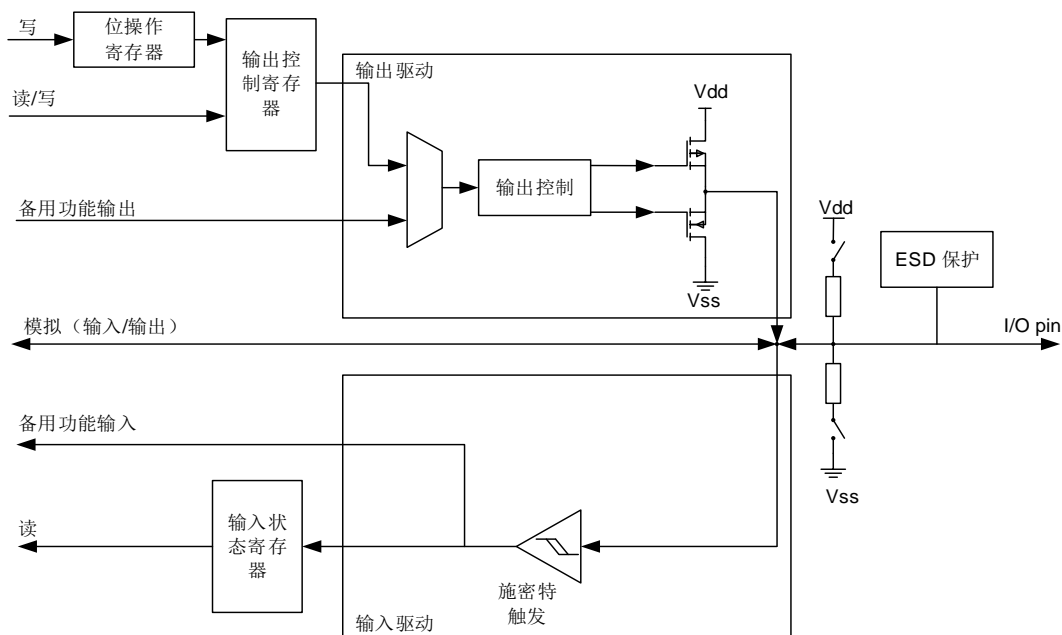 写
位操作
寄存器
输出控
制寄存
器
读/写
输出驱动
Vdd
输出控制
备用功能输出
Vss
Vdd
ESD 保护
模拟（输入/输出）
I/O pin
备用功能输入
Vss
读
输入状
态寄存
器
施密特
触发
输入驱动